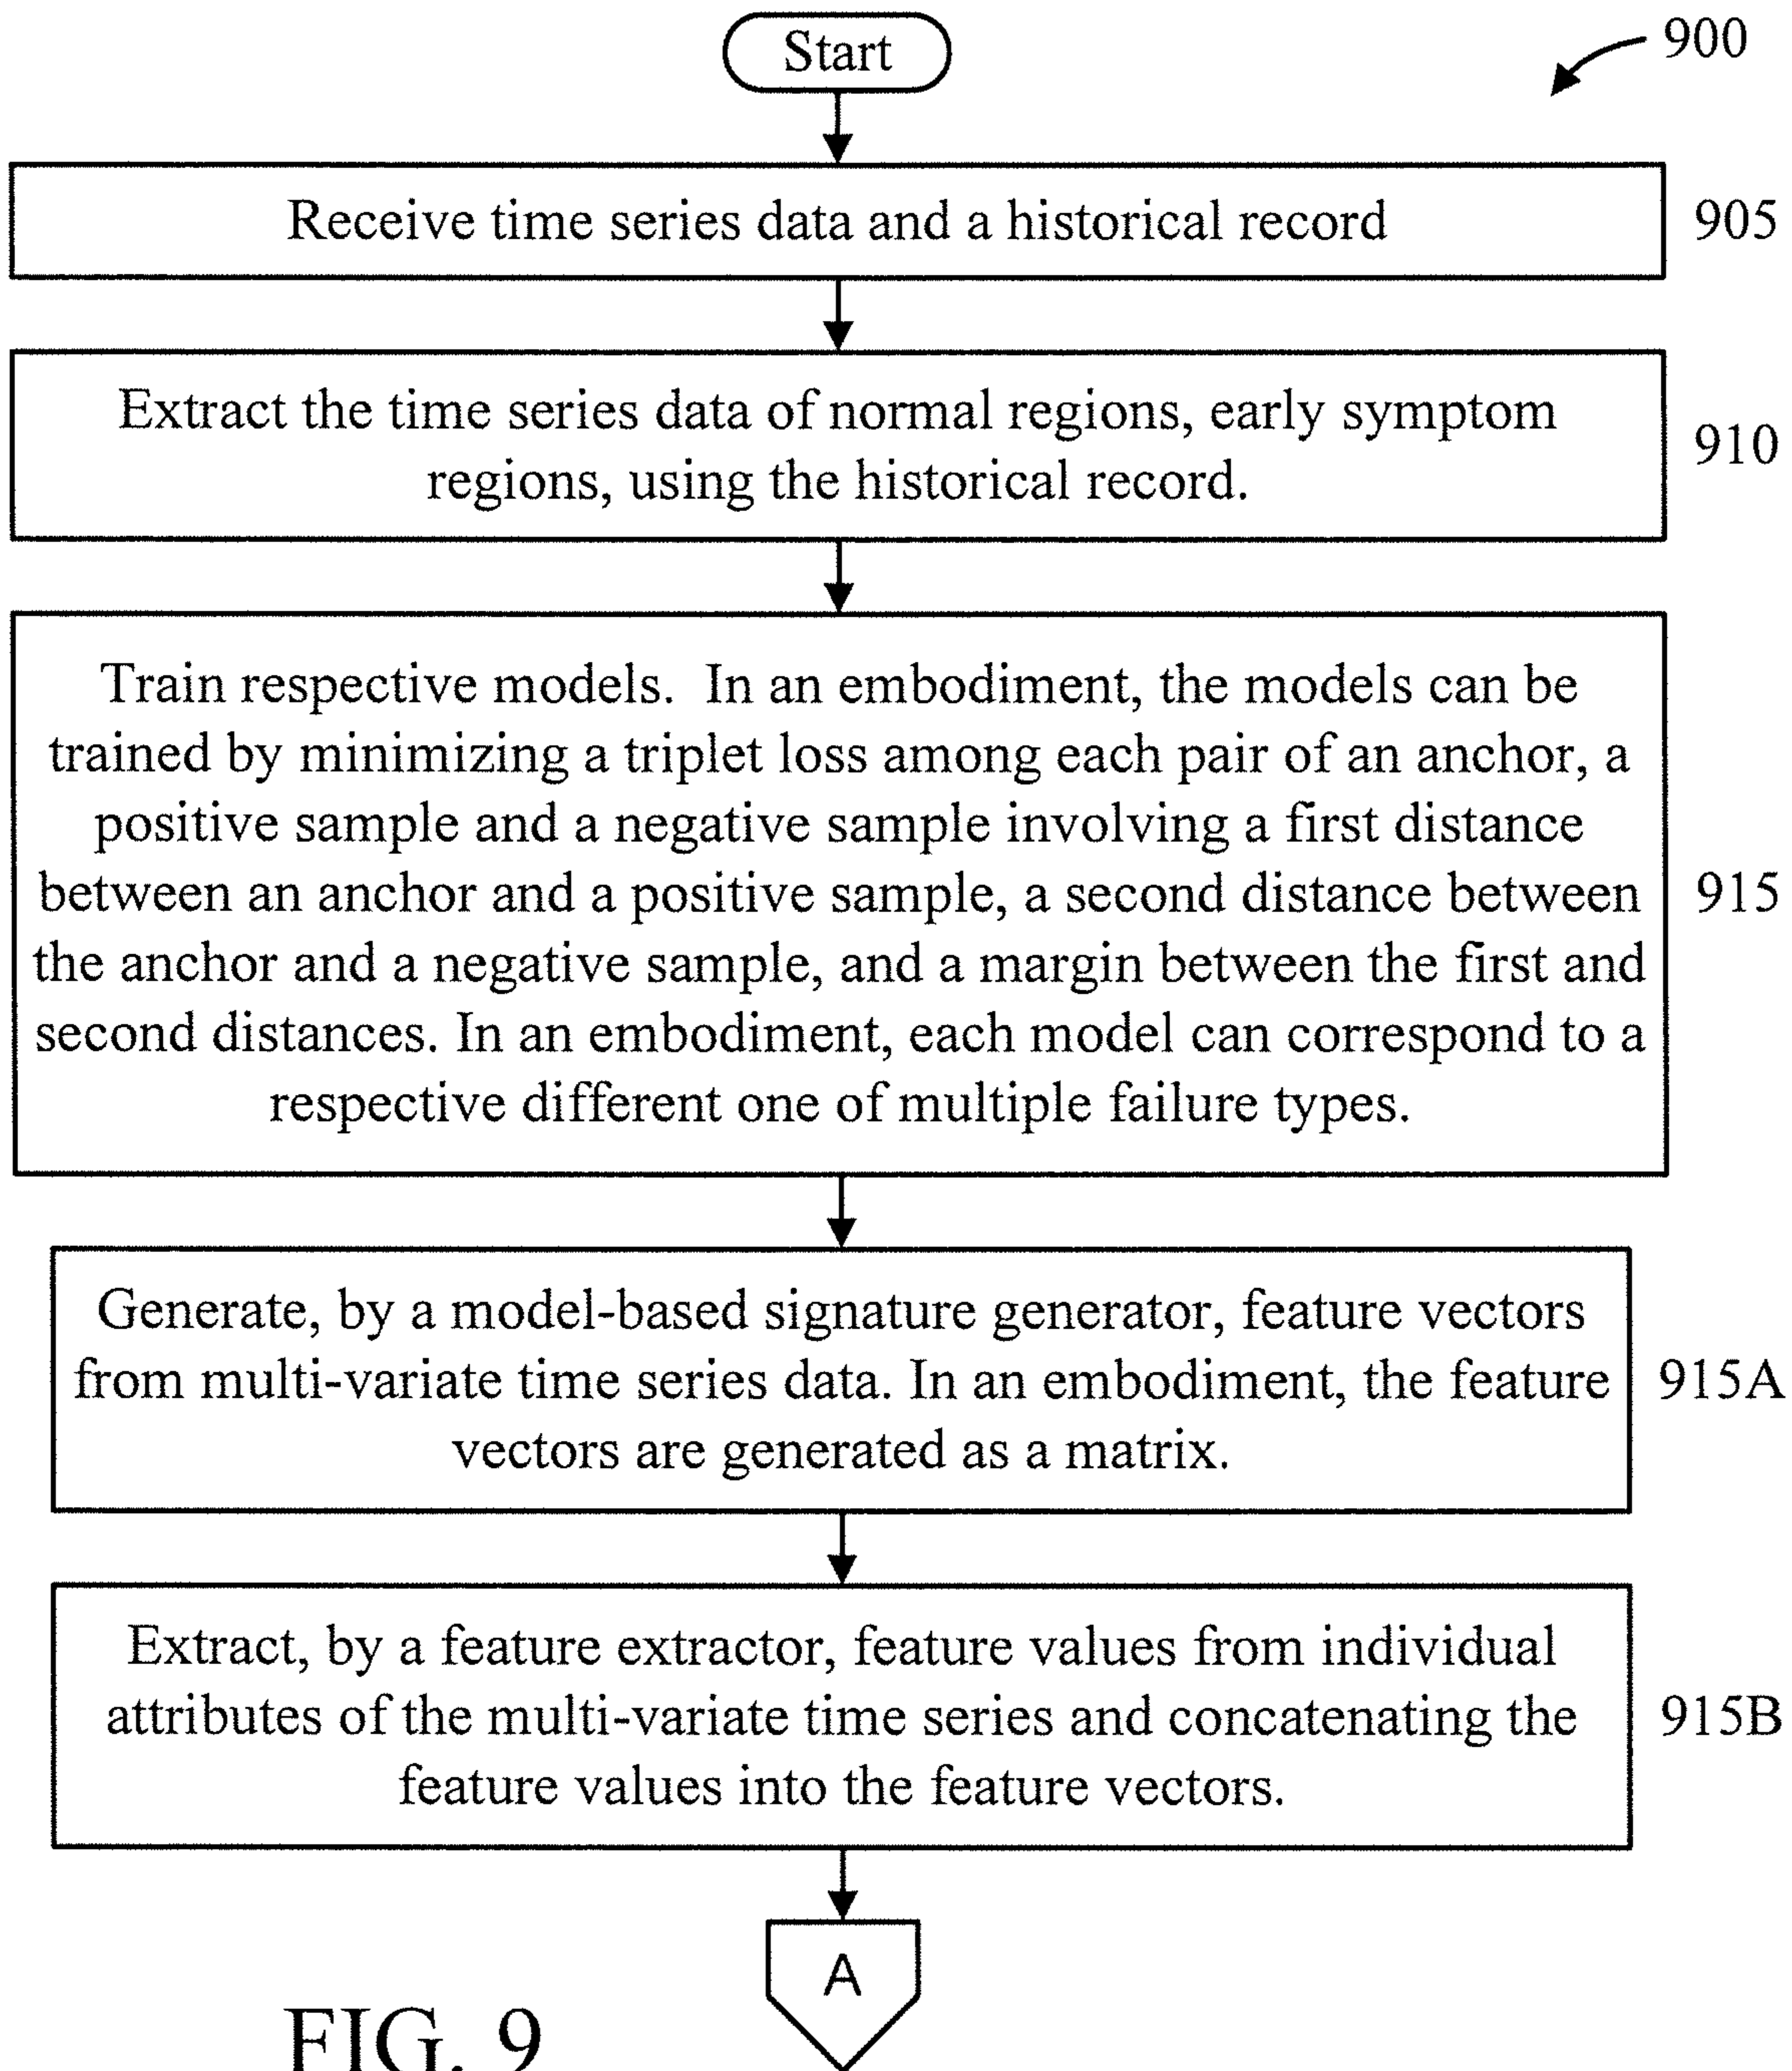 Start
900
Receive time series data and a historical record
905
Extract the time series data of normal regions, early symptom
regions, using the historical record.
910
Train respective models.  In an embodiment, the models can be
trained by minimizing a triplet loss among each pair of an anchor, a
positive sample and a negative sample involving a first distance
between an anchor and a positive sample, a second distance between
the anchor and a negative sample, and a margin between the first and
second distances. In an embodiment, each model can correspond to a
respective different one of multiple failure types.
915
Generate, by a model-based signature generator, feature vectors
from multi-variate time series data. In an embodiment, the feature
vectors are generated as a matrix.
915A
Extract, by a feature extractor, feature values from individual
attributes of the multi-variate time series and concatenating the
feature values into the feature vectors.
915B
A
FIG. 9